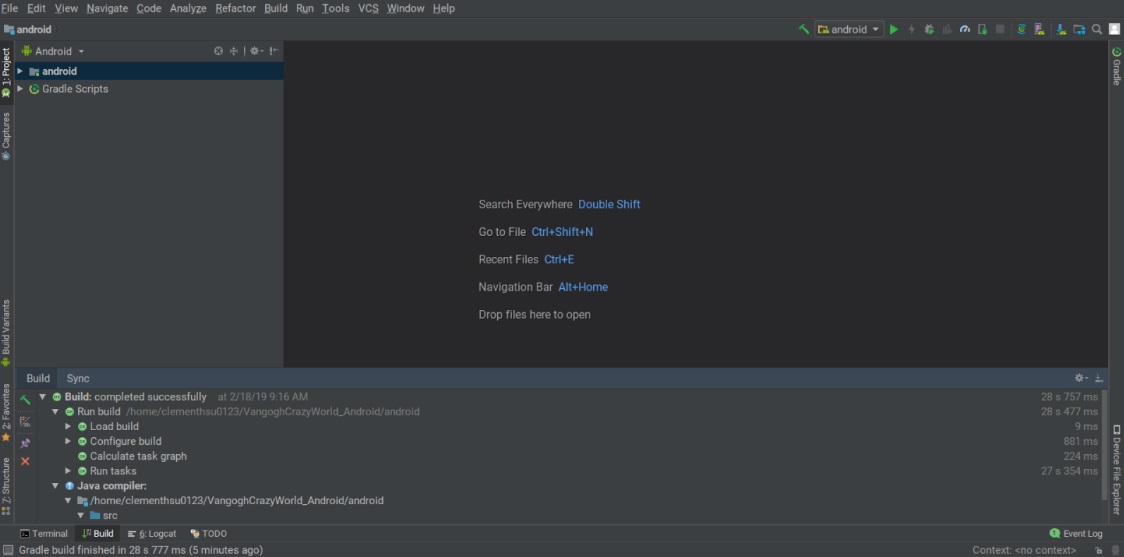 File Edit View Navigate Code Analyze Refactor Build Run Tools VCS Window Help
android
android
1: Project
Captures
Build Variants
2: Favorites
7: Structure
Android
android
Gradle Scripts
Search Everywhere Double Shift
Go to File Ctrl+Shift+N
Recent Files Ctrl+E
Navigation Bar Alt+Home
Drop files here to open
Gradle
Device File Explorer
Build Sync
Build: completed successfully at 2/18/19 9:16 AM 28 s 757 ms
Run build /home/clementhsu0123/VangoghCrazyWorld_Android/android 28 s 477 ms
Load build 9 ms
Configure build 881 ms
Calculate task graph 224 ms
Run tasks 27 s 354 ms
Java compiler:
/home/clementhsu0123/VangoghCrazyWorld_Android/android
src
Terminal Build 6: Logcat TODO Event Log
Gradle build finished in 28 s 777 ms (5 minutes ago) Context: <no context>